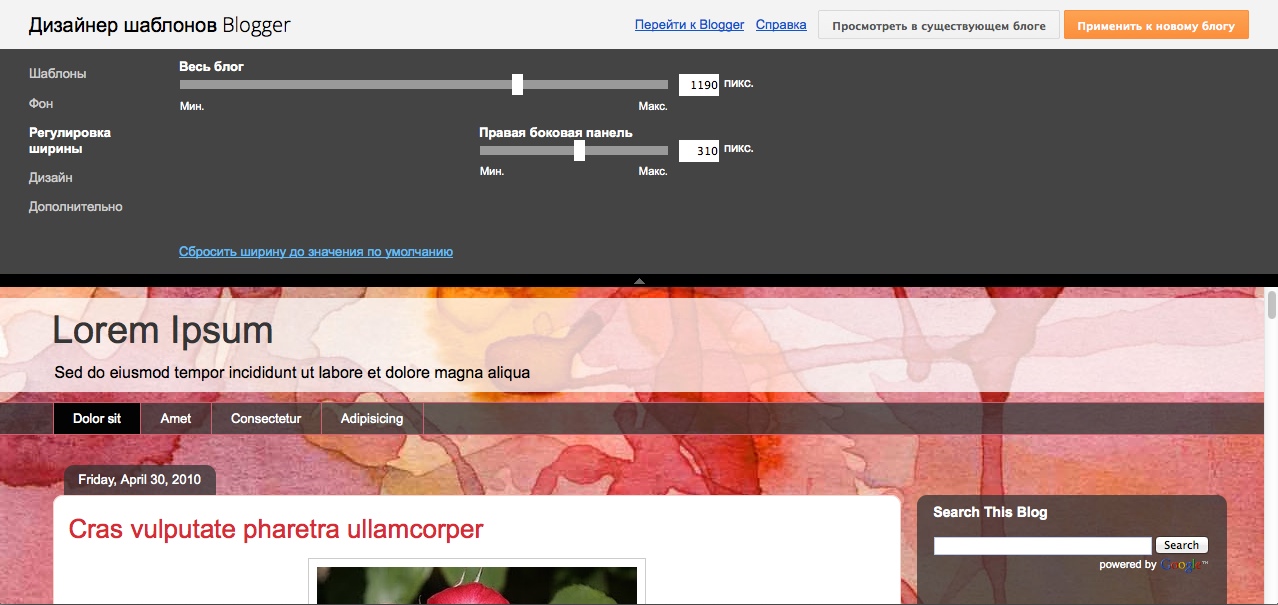 Дизайнер шаблонов Blogger
Перейти к Blogger Справка Просмотреть в существующем блоге Применить к новому блогу
Шаблоны
Фон
Регулировка
ширины
Дизайн
Дополнительно
Весь блог
1190 пикс.
Мин. Макс.
Правая боковая панель
310 пикс.
Мин. Макс.
Сбросить ширину до значения по умолчанию
Lorem Ipsum
Sed do eiusmod tempor incididunt ut labore et dolore magna aliqua
Dolor sit Amet Consectetur Adipisicing
Friday, April 30, 2010
Cras vulputate pharetra ullamcorper
Search This Blog
Search
powered by Google™